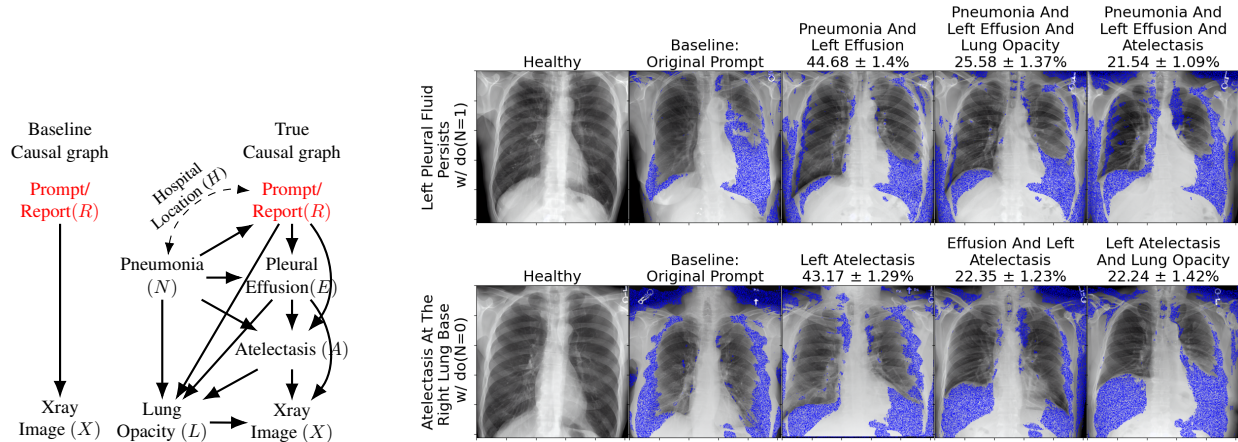 Baseline
Causal graph
Prompt/
Report(R)
Xray
Image (X)
True
Causal graph
Hospital
Location (H)
Prompt/
Report(R)
Pneumonia
(N)
Pleural
Effusion(E)
Atelectasis (A)
Lung
Opacity (L)
Xray
Image (X)
Left Pleural Fluid
Persists
w/ do(N=1)
Healthy
Baseline:
Original Prompt
Pneumonia And
Left Effusion
44.68 ± 1.4%
Pneumonia And
Left Effusion And
Lung Opacity
25.58 ± 1.37%
Pneumonia And
Left Effusion And
Atelectasis
21.54 ± 1.09%
Atelectasis At The
Right Lung Base
w/ do(N=0)
Healthy
Baseline:
Original Prompt
Left Atelectasis
43.17 ± 1.29%
Effusion And Left
Atelectasis
22.35 ± 1.23%
Left Atelectasis
And Lung Opacity
22.24 ± 1.42%